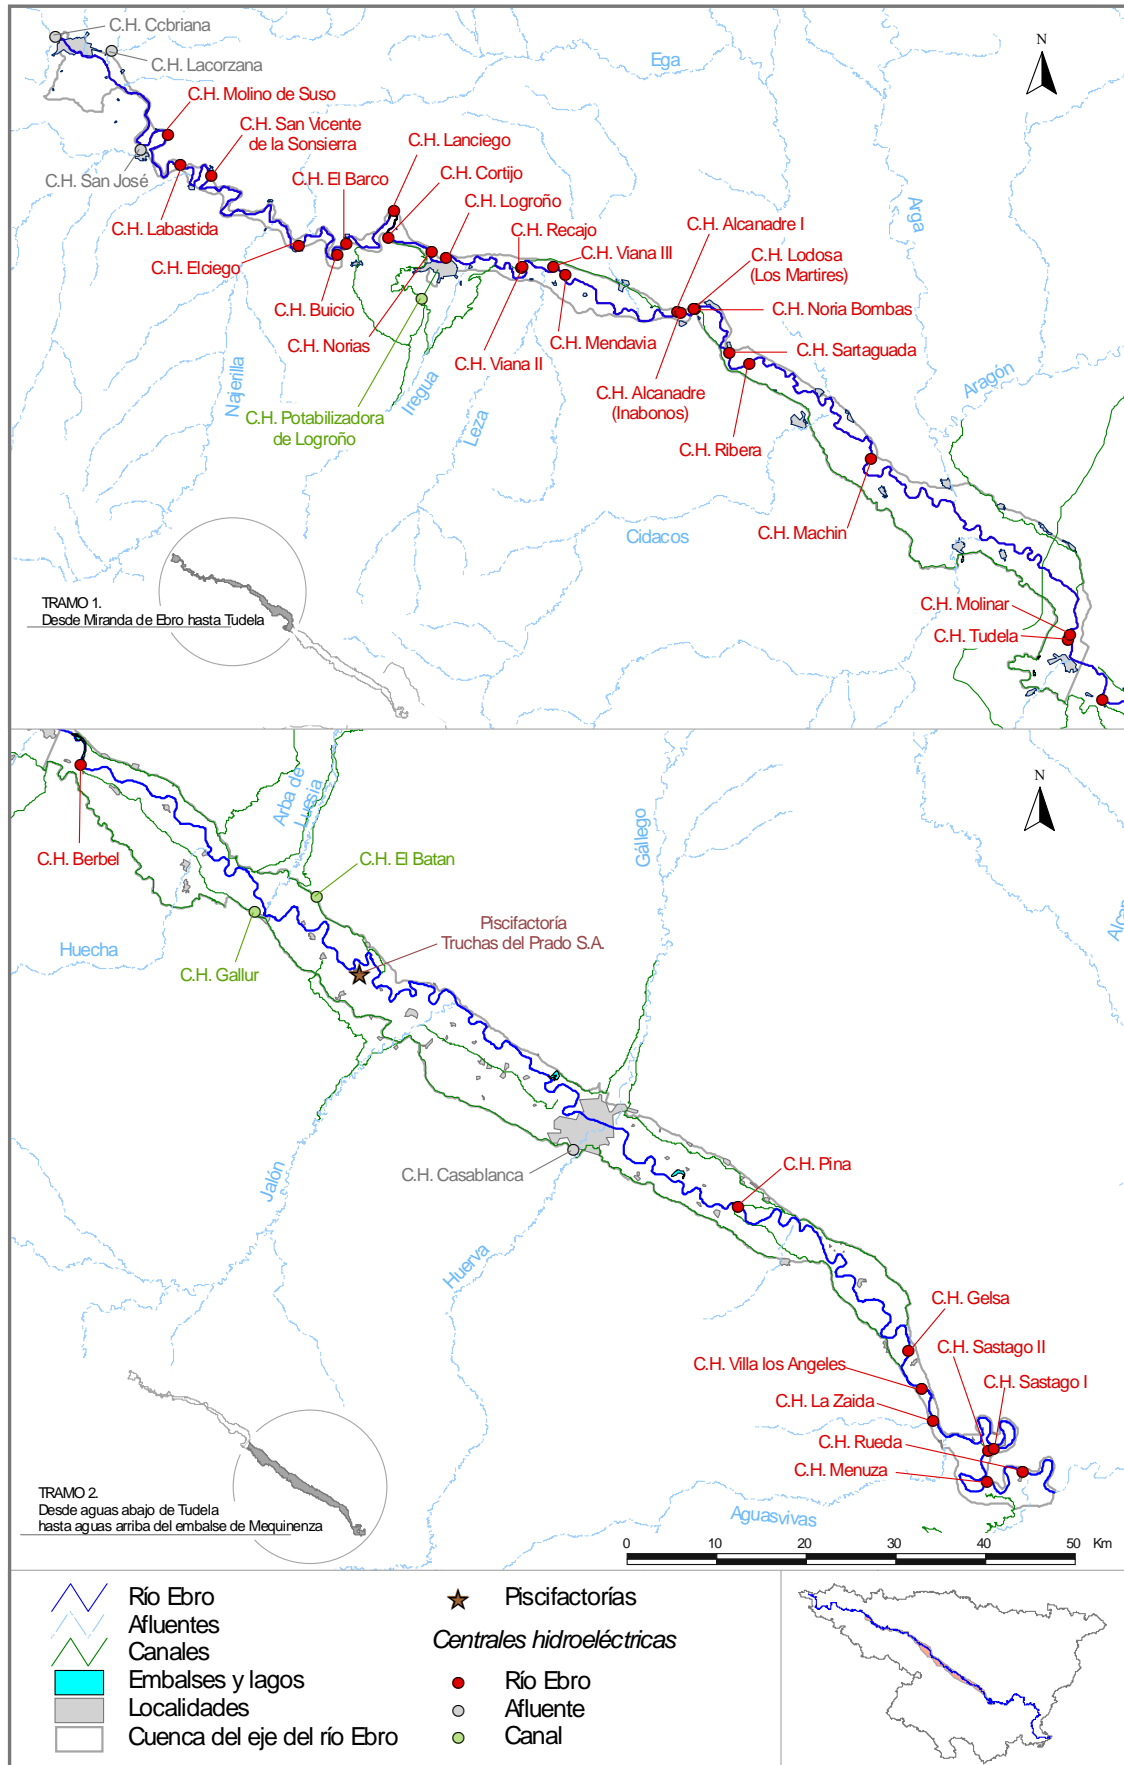 C.H. Ccbriana
C.H. Lacorzana
Ega
N
C.H. Molino de Suso
C.H. San Vicente
de la Sonsierra
C.H. Lanciego
C.H. San José
C.H. El Barco
C.H. Cortijo
C.H. Logroño
Arga
C.H. Alcanadre I
C.H. Labastida
C.H. Recajo
C.H. Viana III
C.H. Lodosa
(Los Martires)
C.H. Elciego
C.H. Buicio
C.H. Noria Bombas
C.H. Norias
C.H. Mendavia
C.H. Viana II
C.H. Sartaguada
Najerilla
Iregua
Leza
Aragón
C.H. Alcanadre
(Inabonos)
C.H. Potabilizadora
de Logroño
C.H. Ribera
C.H. Machin
Cidacos
TRAMO 1.
Desde Miranda de Ebro hasta Tudela
C.H. Molinar
C.H. Tudela
Arba de
Luesia
N
Gállego
C.H. Berbel
C.H. El Batan
Piscifactoría
Truchas del Prado S.A.
Huecha
C.H. Gallur
Jalón
C.H. Casablanca
C.H. Pina
Huerva
C.H. Gelsa
C.H. Sastago II
C.H. Villa los Angeles
C.H. Sastago I
C.H. La Zaida
C.H. Rueda
C.H. Menuza
TRAMO 2.
Desde aguas abajo de Tudela
hasta aguas arriba del embalse de Mequinenza
Aguasvivas
0 10 20 30 40 50 Km
Río Ebro
Afluentes
Canales
Embalses y lagos
Localidades
Cuenca del eje del río Ebro
Piscifactorías
Centrales hidroeléctricas
Río Ebro
Afluente
Canal